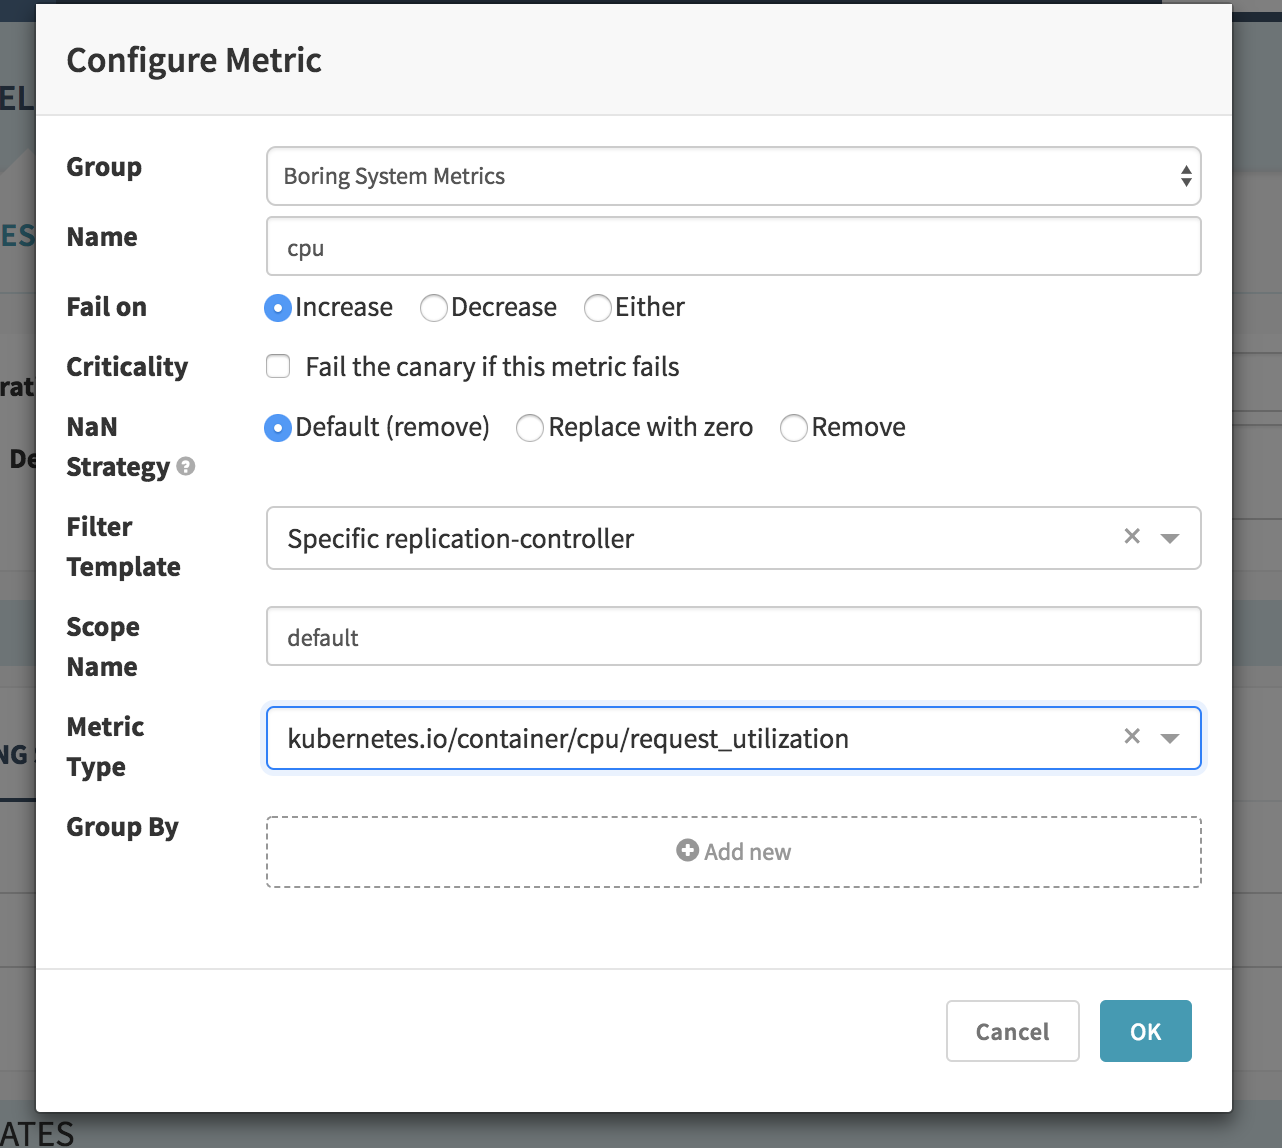 Configure Metric
EL
Group
Boring System Metrics
ES
Name
cpu
Fail on
Increase Decrease Either
Criticality
Fail the canary if this metric fails
rat
NaN
Strategy ?
Default (remove) Replace with zero Remove
De
Filter
Template
Specific replication-controller
Scope
Name
default
Metric
Type
kubernetes.io/container/cpu/request_utilization
NG
Group By
Add new
Cancel OK
ATES